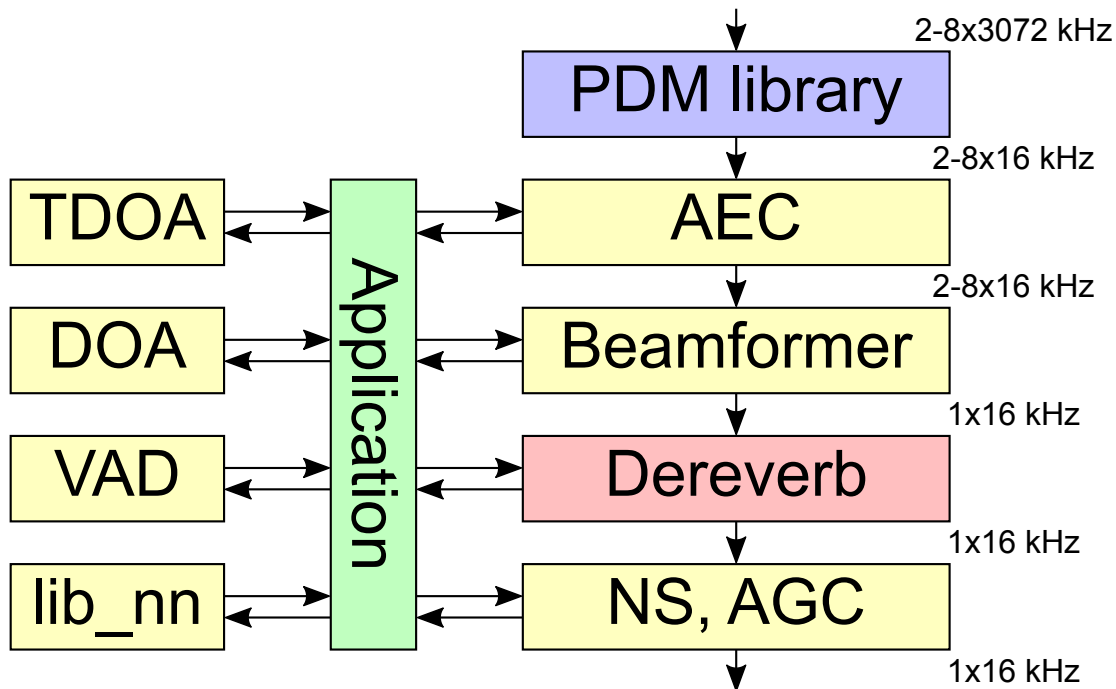 2-8x3072 kHz
PDM library
2-8x16 kHz
TDOA
AEC
2-8x16 kHz
Application
DOA
Beamformer
1x16 kHz
VAD
Dereverb
1x16 kHz
lib_nn
NS, AGC
1x16 kHz